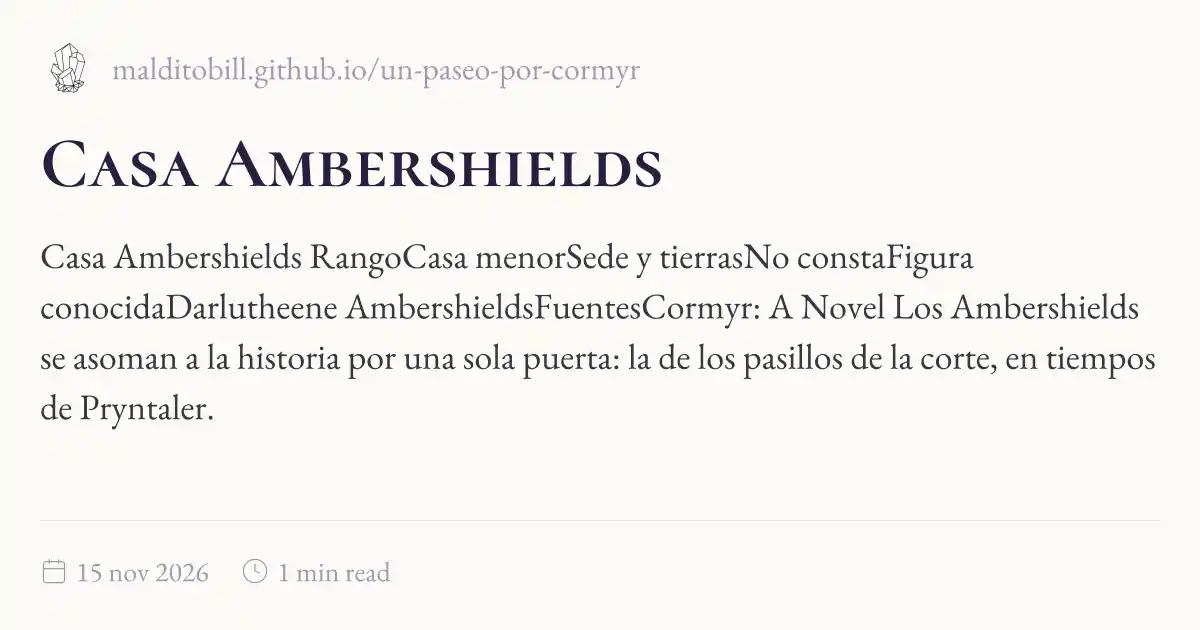 malditobill.github.io/un-paseo-por-cormyr
Casa Ambershields
Casa Ambershields RangoCasa menorSede y tierrasNo constaFigura
conocidaDarlutheene AmbershieldsFuentesCormyr: A Novel Los Ambershields
se asoman a la historia por una sola puerta: la de los pasillos de la corte, en tiempos
de Pryntaler.
15 nov 2026
1 min read